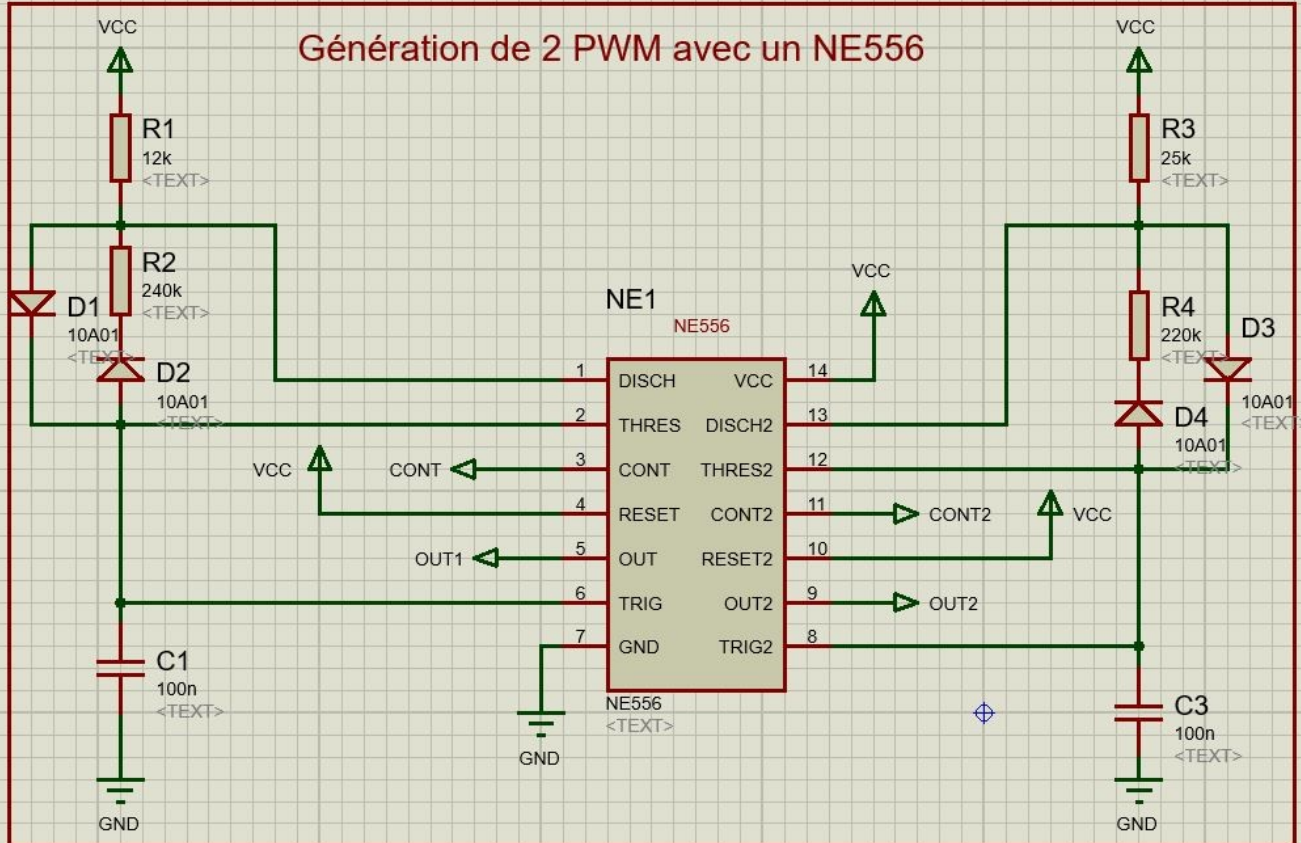 VCC
Génération de 2 PWM avec un NE556
VCC
R1
12k
<TEXT>
R3
25k
<TEXT>
R2
240k
<TEXT>
D1
10A01
<TEXT>
D2
10A01
<TEXT>
VCC
NE1
NE556
R4
220k
<TEXT>
D3
10A01
<TEXT>
D4
10A01
<TEXT>
1 DISCH VCC 14
2 THRES DISCH2 13
VCC CONT 3 CONT THRES2 12
4 RESET CONT2 11 CONT2 VCC
OUT1 5 OUT RESET2 10
6 TRIG OUT2 9 OUT2
7 GND TRIG2 8
C1
100n
<TEXT>
NE556
<TEXT>
C3
100n
<TEXT>
GND
GND
GND